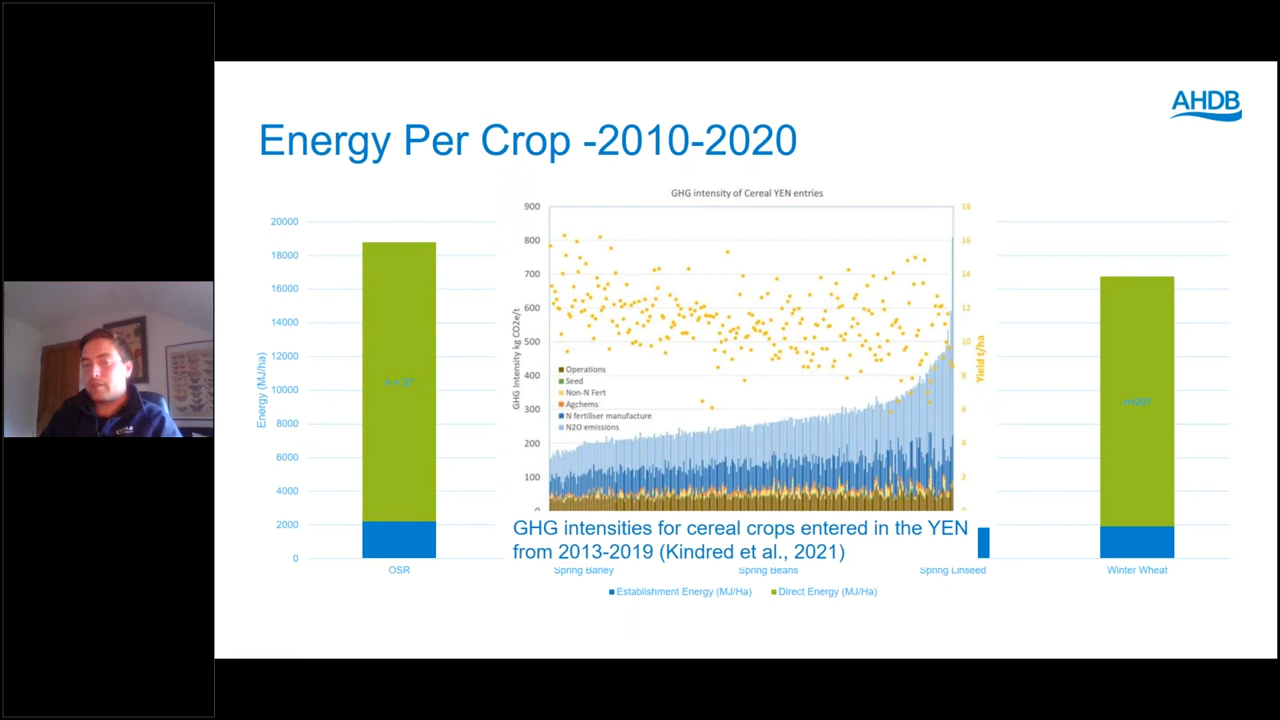 AHDB
Energy Per Crop -2010-2020
GHG intensity of Cereal YEN entries
20000
18000
16000
14000
12000
10000
8000
6000
4000
2000
0
Energy (MJ/ha)
n = 27
900
800
700
600
500
400
300
200
100
GHG Intensity kg CO2e/t
Operations
Seed
Non-N Fert
Agchems
N fertiliser manufacture
N2O emissions
18
16
14
12
10
8
6
4
2
0
Yield t/ha
n=207
GHG intensities for cereal crops entered in the YEN
from 2013-2019 (Kindred et al., 2021)
OSR
Spring Barley
Spring Beans
Spring Linseed
Winter Wheat
Establishment Energy (MJ/Ha)
Direct Energy (MJ/Ha)